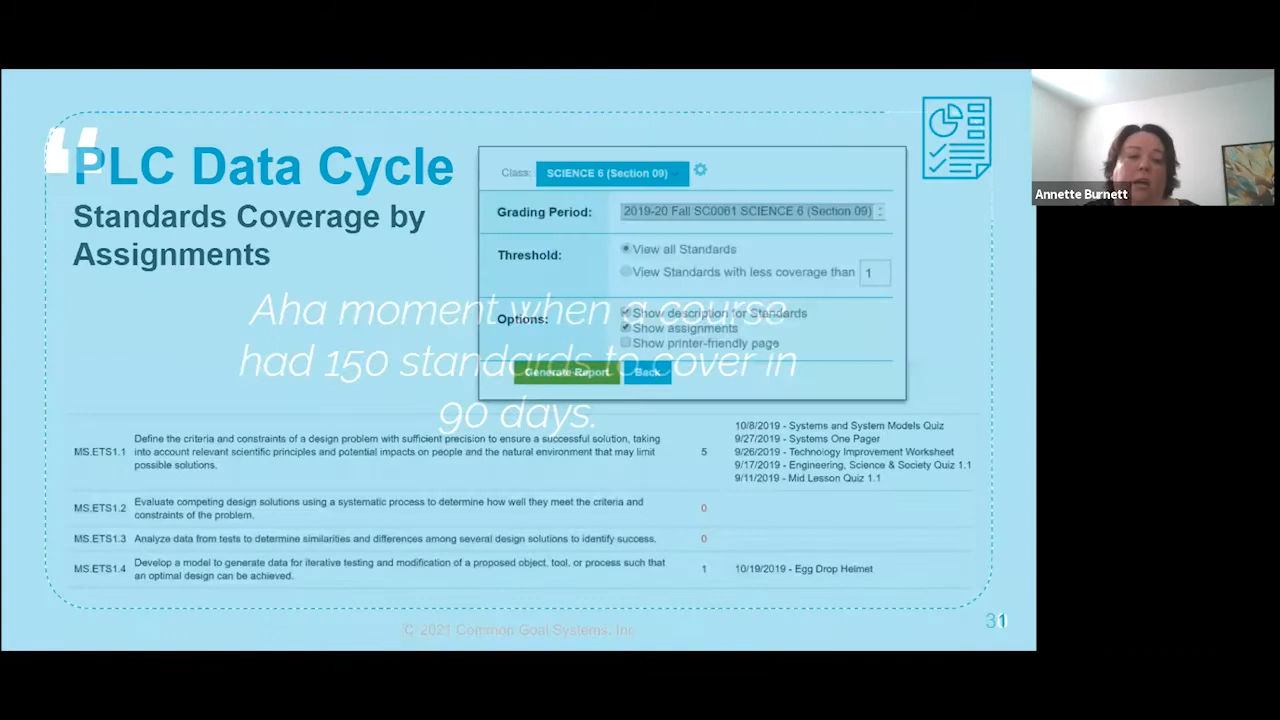 PLC Data Cycle
Standards Coverage by
Assignments
Class: SCIENCE 6 (Section 09)
Grading Period: 2019-20 Fall SC0061 SCIENCE 6 (Section 09)
Threshold: View all Standards
View Standards with less coverage than 1
Options: Show description for Standards
Show assignments
Show printer-friendly page
Generate Report Back
Aha moment when a course
had 150 standards to cover in
90 days.
MS.ETS1.1 Define the criteria and constraints of a design problem with sufficient precision to ensure a successful solution, taking
into account relevant scientific principles and potential impacts on people and the natural environment that may limit
possible solutions.
5
10/8/2019 - Systems and System Models Quiz
9/27/2019 - Systems One Pager
9/26/2019 - Technology Improvement Worksheet
9/17/2019 - Engineering, Science & Society Quiz 1.1
9/11/2019 - Mid Lesson Quiz 1.1
MS.ETS1.2 Evaluate competing design solutions using a systematic process to determine how well they meet the criteria and
constraints of the problem.
0
MS.ETS1.3 Analyze data from tests to determine similarities and differences among several design solutions to identify success. 0
MS.ETS1.4 Develop a model to generate data for iterative testing and modification of a proposed object, tool, or process such that
an optimal design can be achieved.
1 10/19/2019 - Egg Drop Helmet
© 2021 Common Goal Systems, Inc
Annette Burnett